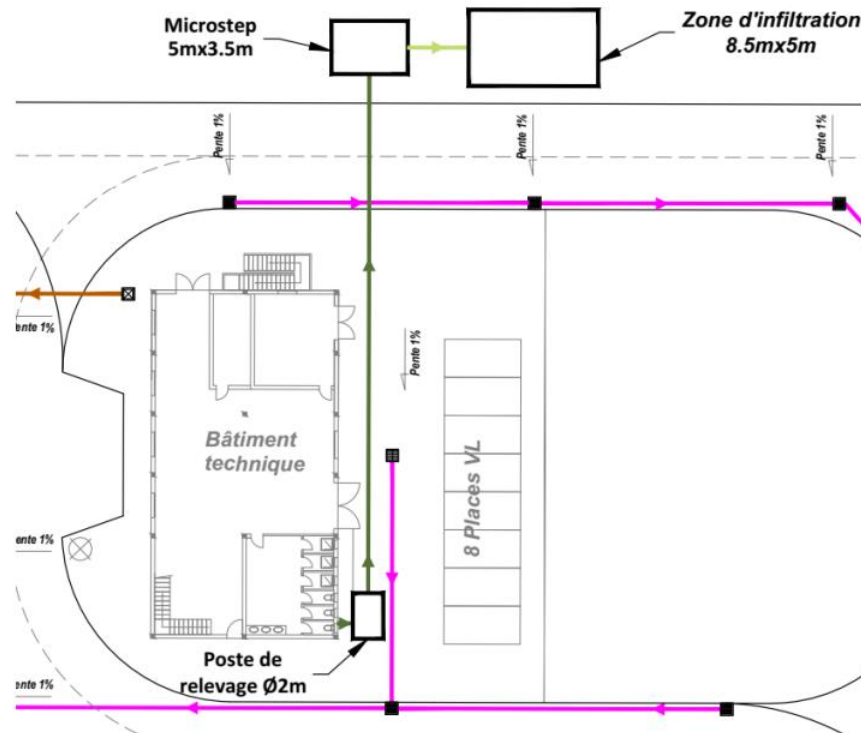 Microstep
5mx3.5m
Zone d'infiltration
8.5mx5m
Pente 1%
Pente 1%
Pente 1%
ente 1%
Pente 1%
Bâtiment
technique
8 Places VL
ente 1%
Poste de
relevage Ø2m
ente 1%